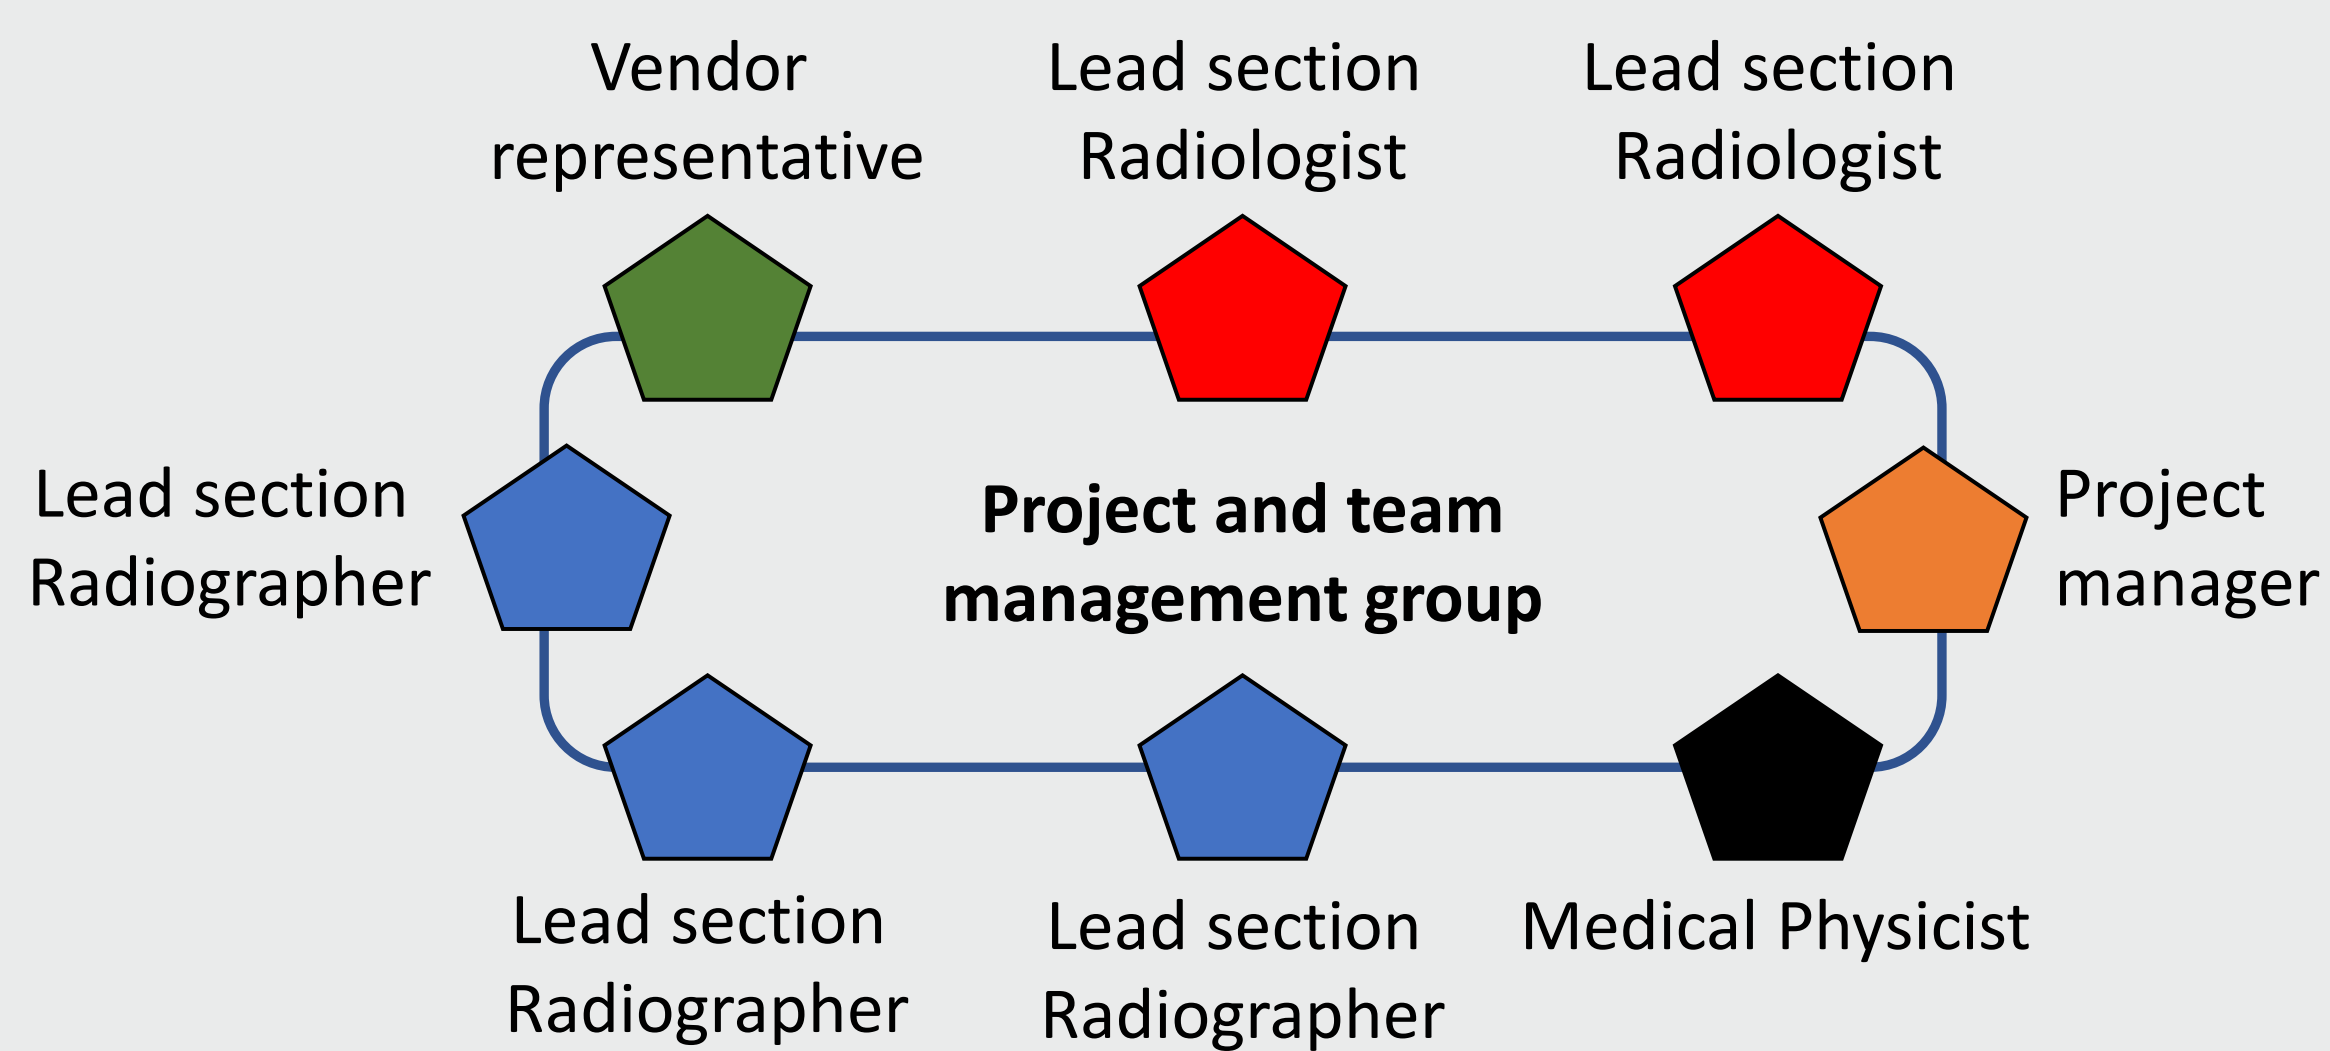 Vendor
representative
Lead section
Radiologist
Lead section
Radiologist
Lead section
Radiographer
Project and team
management group
Project
manager
Lead section
Radiographer
Lead section
Radiographer
Medical Physicist